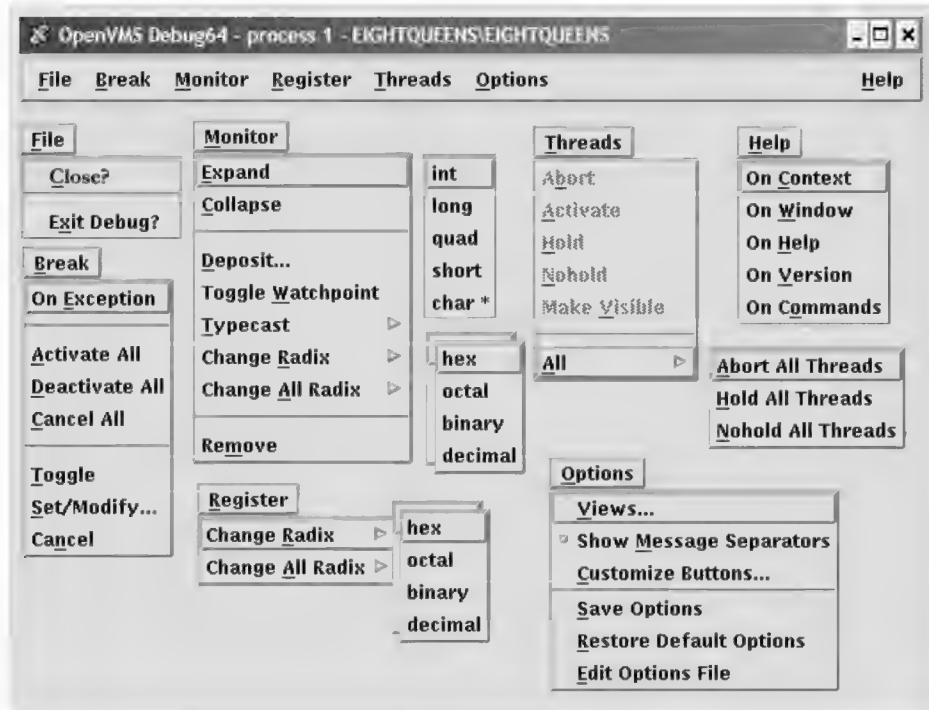 OpenVMS Debug64 - process 1 - EIGHTQUEENS\EIGHTQUEENS
File Break Monitor Register Threads Options Help
File
Close?
Exit Debug?
Break
On Exception
Activate All
Deactivate All
Cancel All
Toggle
Set/Modify...
Cancel
Monitor
Expand
Collapse
Deposit...
Toggle Watchpoint
Typecast
Change Radix
Change All Radix
Remove
int
long
quad
short
char *
hex
octal
binary
decimal
Register
Change Radix
Change All Radix
hex
octal
binary
decimal
Threads
Abort
Activate
Hold
Nohold
Make Visible
All
Abort All Threads
Hold All Threads
Nohold All Threads
Help
On Context
On Window
On Help
On Version
On Commands
Options
Views...
Show Message Separators
Customize Buttons...
Save Options
Restore Default Options
Edit Options File